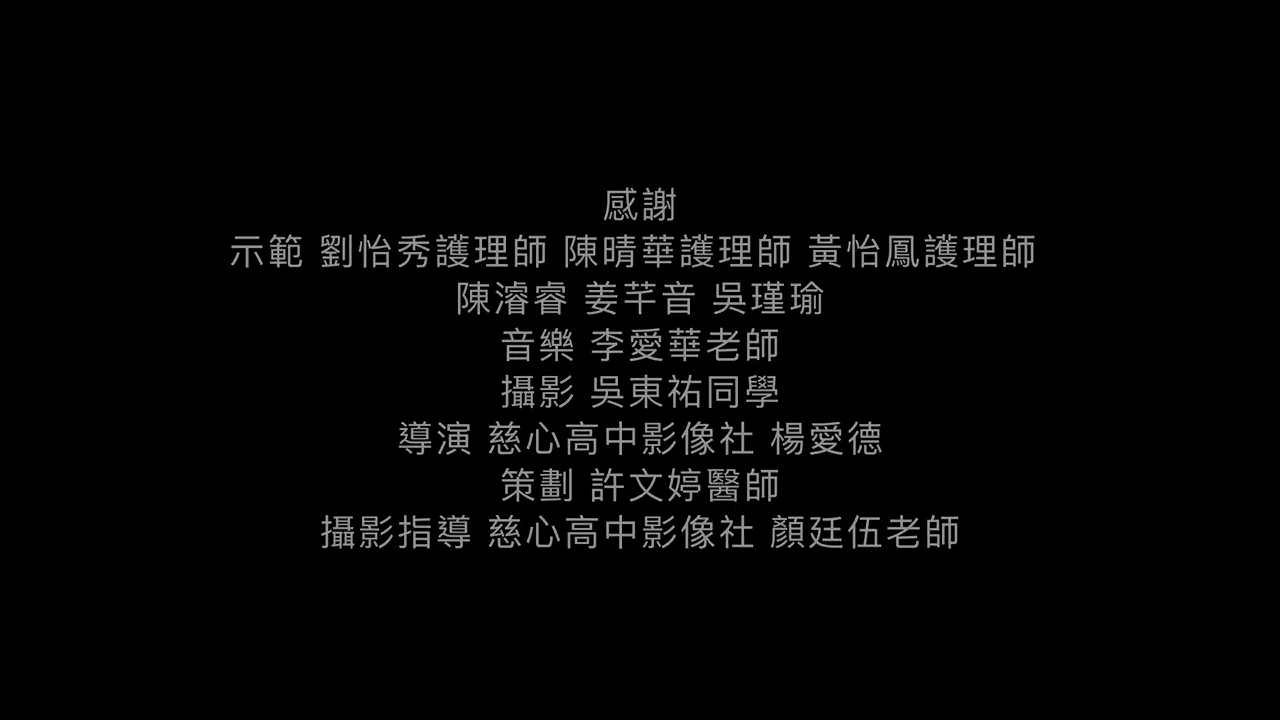 感謝
示範 劉怡秀護理師 陳晴華護理師 黃怡鳳護理師
陳濬睿 姜芊音 吳瑾瑜
音樂 李愛華老師
攝影 吳東祐同學
導演 慈心高中影像社 楊愛德
策劃 許文婷醫師
攝影指導 慈心高中影像社 顏廷伍老師